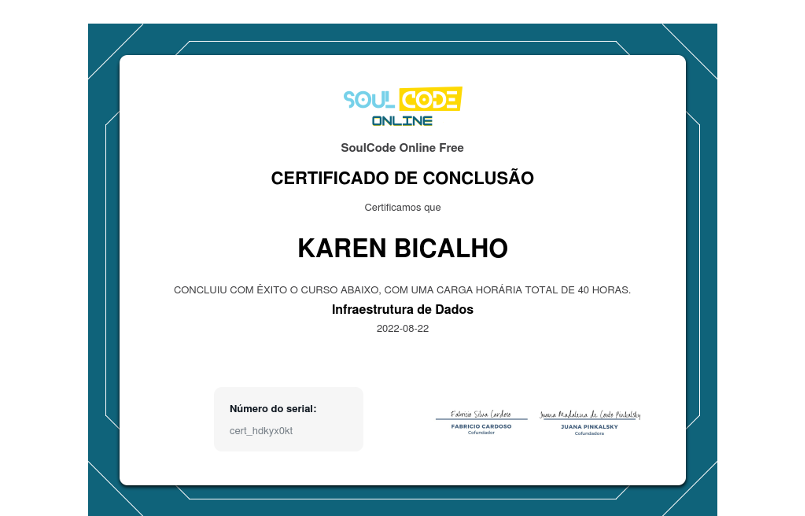 SOUL CODE
ONLINE
SoulCode Online Free
CERTIFICADO DE CONCLUSÃO
Certificamos que
KAREN BICALHO
CONCLUIU COM ÊXITO O CURSO ABAIXO, COM UMA CARGA HORÁRIA TOTAL DE 40 HORAS.
Infraestrutura de Dados
2022-08-22
Número do serial:
cert_hdkyx0kt
Fabricio Silva Cardoso
FABRICIO CARDOSO
Cofundador
Juana Madalena do Couto Pinkalsky
JUANA PINKALSKY
Cofundadora